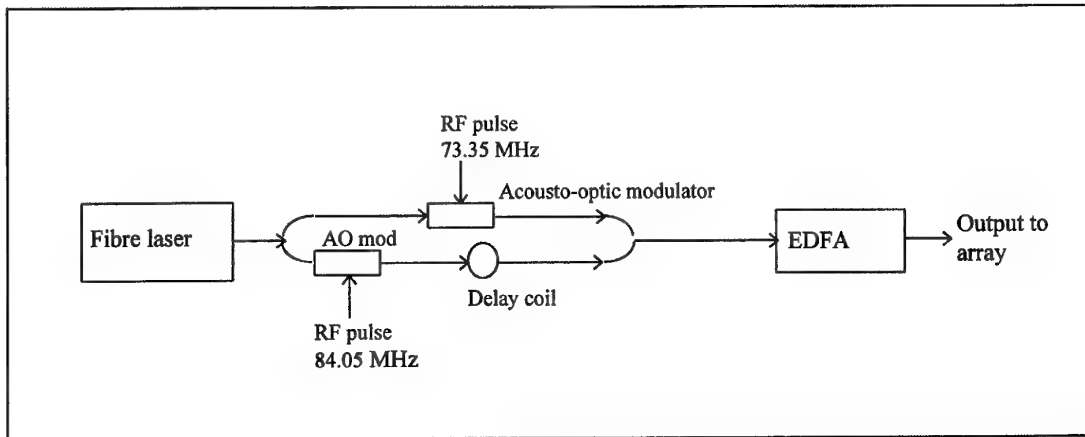 RF pulse
73.35 MHz
Acousto-optic modulator
Fibre laser
AO mod
EDFA
Output to
array
Delay coil
RF pulse
84.05 MHz